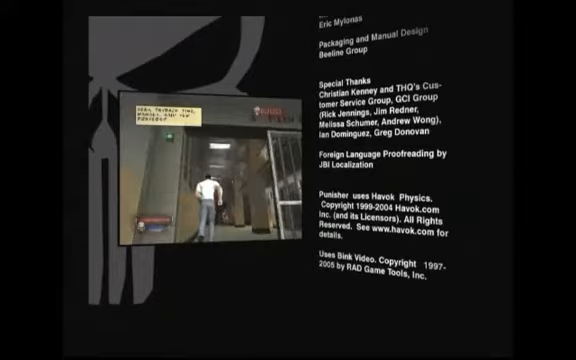 Eric Mylonas
Packaging and Manual Design
Beeline Group
Special Thanks
Christian Kenney and THQ's Cus-
tomer Service Group, GCI Group
(Rick Jennings, Jim Redner,
Melissa Schumer, Andrew Wong),
Ian Dominguez, Greg Donovan
Foreign Language Proofreading by
JBI Localization
Punisher uses Havok Physics.
Copyright 1999-2004 Havok.com
Inc. (and its Licensors). All Rights
Reserved. See www.havok.com for
details.
Uses Bink Video. Copyright 1997-
2005 by RAD Game Tools, Inc.